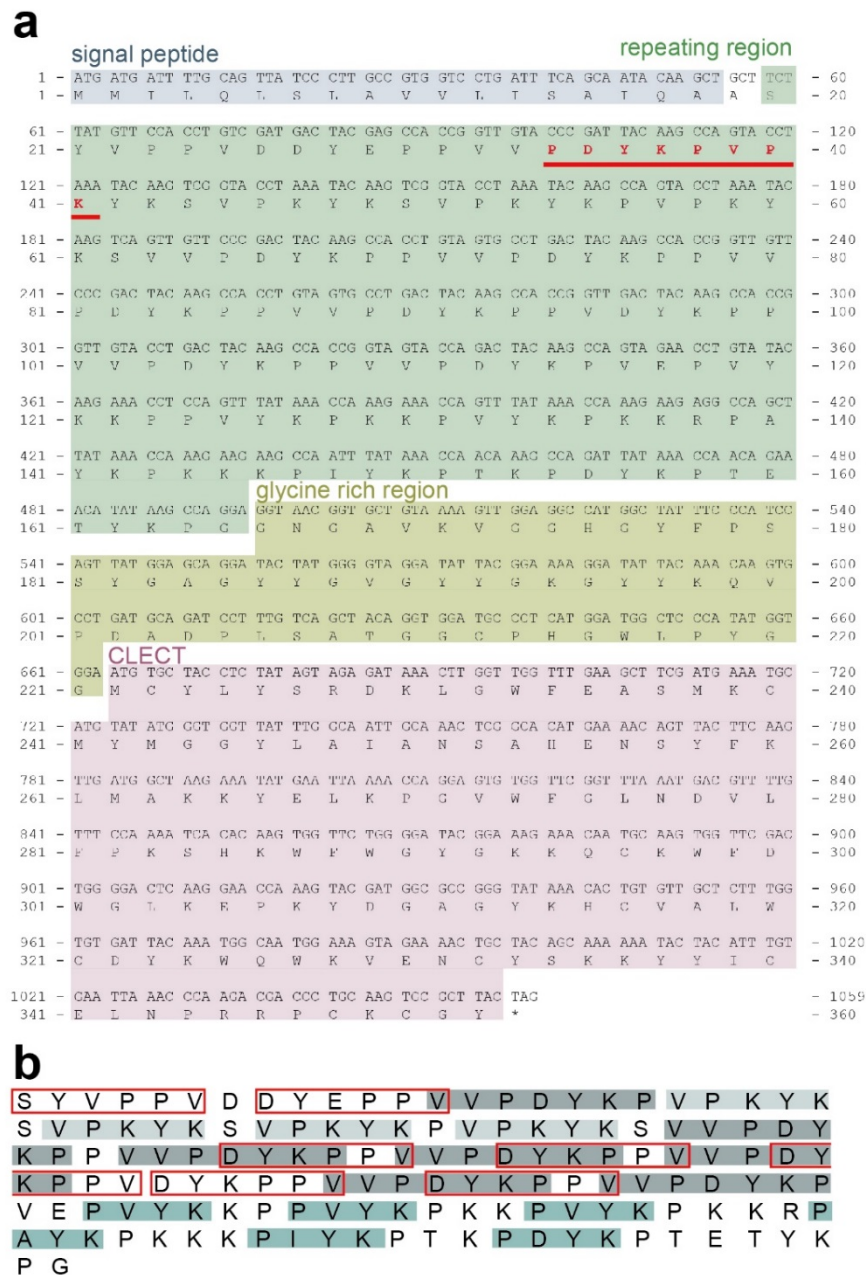 a
signal peptide
repeating region
1 - ATG ATG ATT TTG CAG TTA TCC CTT GCC GTG GTC CTG ATT TCA GCA ATA CAA GCT GCT TCT - 60
1 - M M I L Q L S L A V V L I S A I Q A A S - 20
61 - TAT GTT CCA CCT GTC GAT GAC TAC GAG CCA CCG GTT GTA CCC GAT TAC AAG CCA GTA CCT - 120
21 - Y V P P V D D Y E P P V V P D Y K P V P - 40
121 - AAA TAC AAG TCG GTA CCT AAA TAC AAG TCG GTA CCT AAA TAC AAG CCA GTA CCT AAA TAC - 180
41 - K Y K S V P K Y K S V P K Y K P V P K Y - 60
181 - AAG TCA GTT GTT CCC GAC TAC AAG CCA CCT GTA GTG CCT GAC TAC AAG CCA CCG GTT GTT - 240
61 - K S V V P D Y K P P V V P D Y K P P V V - 80
241 - CCC GAC TAC AAG CCA CCT GTA GTG CCT GAC TAC AAG CCA CCG GTT GAC TAC AAG CCA CCG - 300
81 - P D Y K P P V V P D Y K P P V D Y K P P - 100
301 - GTT GTA CCT GAC TAC AAG CCA CCG GTA GTA CCA GAC TAC AAG CCA GTA GAA CCT GTA TAC - 360
101 - V V P D Y K P P V V P D Y K P V E P V Y - 120
361 - AAG AAA CCT CCA GTT TAT AAA CCA AAG AAA CCA GTT TAT AAA CCA AAG AAG AGG CCA GCT - 420
121 - K K P P V Y K P K K P V Y K P K K R P A - 140
421 - TAT AAA CCA AAG AAG AAG CCA ATT TAT AAA CCA ACA AAG CCA GAT TAT AAA CCA ACA GAA - 480
141 - Y K P K K K P I Y K P T K P D Y K P T E - 160
glycine rich region
481 - ACA TAT AAG CCA GGA GGT AAC GGT GCT GTA AAA GTT GGA GGC CAT GGC TAT TTC CCA TCC - 540
161 - T Y K P G G N G A V K V G G H G Y F P S - 180
541 - AGT TAT GGA GCA GGA TAC TAT GGG GTA GGA TAT TAC GGA AAA GGA TAT TAC AAA CAA GTG - 600
181 - S Y G A G Y Y G V G Y Y G K G Y Y K Q V - 200
601 - CCT GAT GCA GAT CCT TTG TCA GCT ACA GGT GGA TGC CCT CAT GGA TGG CTC CCA TAT GGT - 660
201 - P D A D P L S A T G G C P H G W L P Y G - 220
CLECT
661 - GGA ATG TGC TAC CTC TAT AGT AGA GAT AAA CTT GGT TGG TTT GAA GCT TCG ATG AAA TGC - 720
221 - G M C Y L Y S R D K L G W F E A S M K C - 240
721 - ATG TAT ATG GGT GGT TAT TTG GCA ATT GCA AAC TCG GCA CAT GAA AAC AGT TAC TTC AAG - 780
241 - M Y M G G Y L A I A N S A H E N S Y F K - 260
781 - TTG ATG GCT AAG AAA TAT GAA TTA AAA CCA GGA GTG TGG TTC GGT TTA AAT GAC GTT TTG - 840
261 - L M A K K Y E L K P G V W F G L N D V L - 280
841 - TTT CCA AAA TCA CAC AAG TGG TTC TGG GGA TAC GGA AAG AAA CAA TGC AAG TGG TTC GAC - 900
281 - F P K S H K W F W G Y G K K Q C K W F D - 300
901 - TGG GGA CTC AAG GAA CCA AAG TAC GAT GGC GCC GGG TAT AAA CAC TGT GTT GCT CTT TGG - 960
301 - W G L K E P K Y D G A G Y K H C V A L W - 320
961 - TGT GAT TAC AAA TGG CAA TGG AAA GTA GAA AAC TGC TAC AGC AAA AAA TAC TAC ATT TGT - 1020
321 - C D Y K W Q W K V E N C Y S K K Y Y I C - 340
1021 - GAA TTA AAC CCA AGA CGA CCC TGC AAG TGC GGT TAC TAG - 1059
341 - E L N P R R P C K C G Y * - 360
b
S Y V P P V D D Y E P P V V P D Y K P V P K Y K
S V P K Y K S V P K Y K P V P K Y K S V V P D Y
K P P V V P D Y K P P V V P D Y K P P V V P D Y
K P P V D Y K P P V V P D Y K P P V V P D Y K P
V E P V Y K K P P V Y K P K K P V Y K P K K R P
A Y K P K K K P I Y K P T K P D Y K P T E T Y K
P G